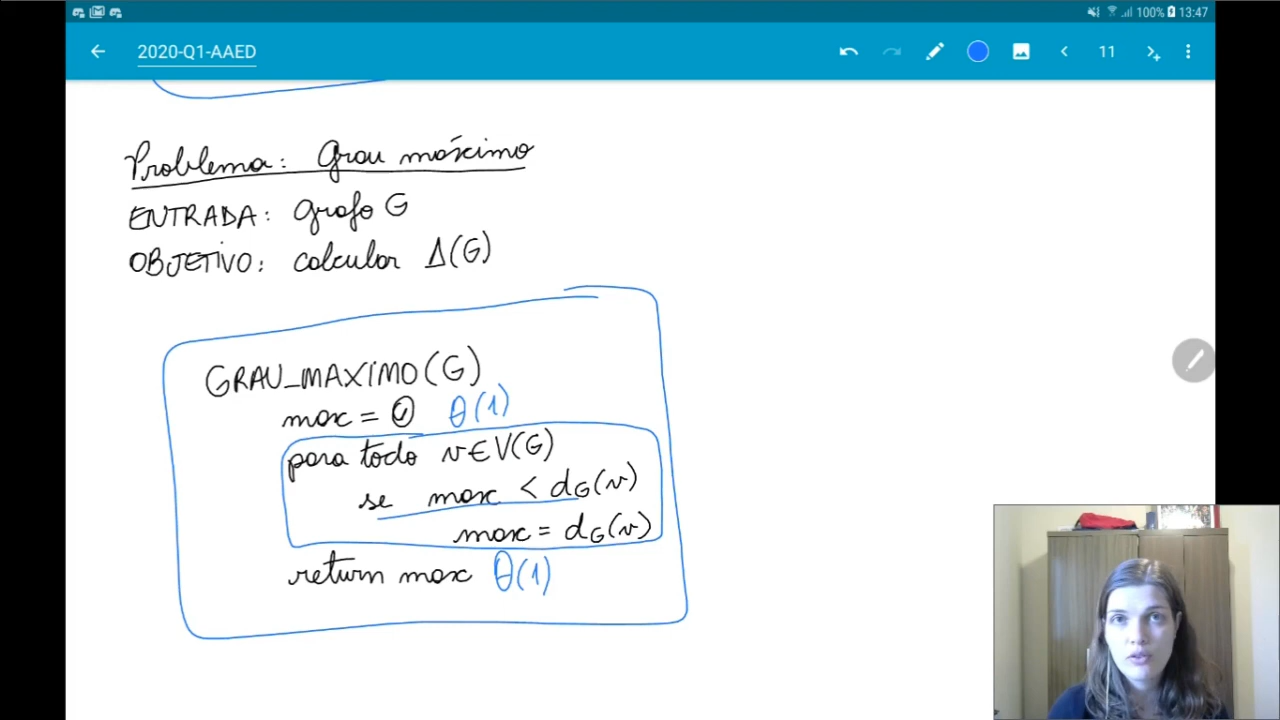 100% 13:47
2020-Q1-AAED
11
Problema: Grau máximo
ENTRADA: grafo G
OBJETIVO: calcular Δ(G)
GRAU_MAXIMO(G)
max = 0 θ(1)
para todo v∈V(G)
se max < dG(v)
max = dG(v)
return max θ(1)